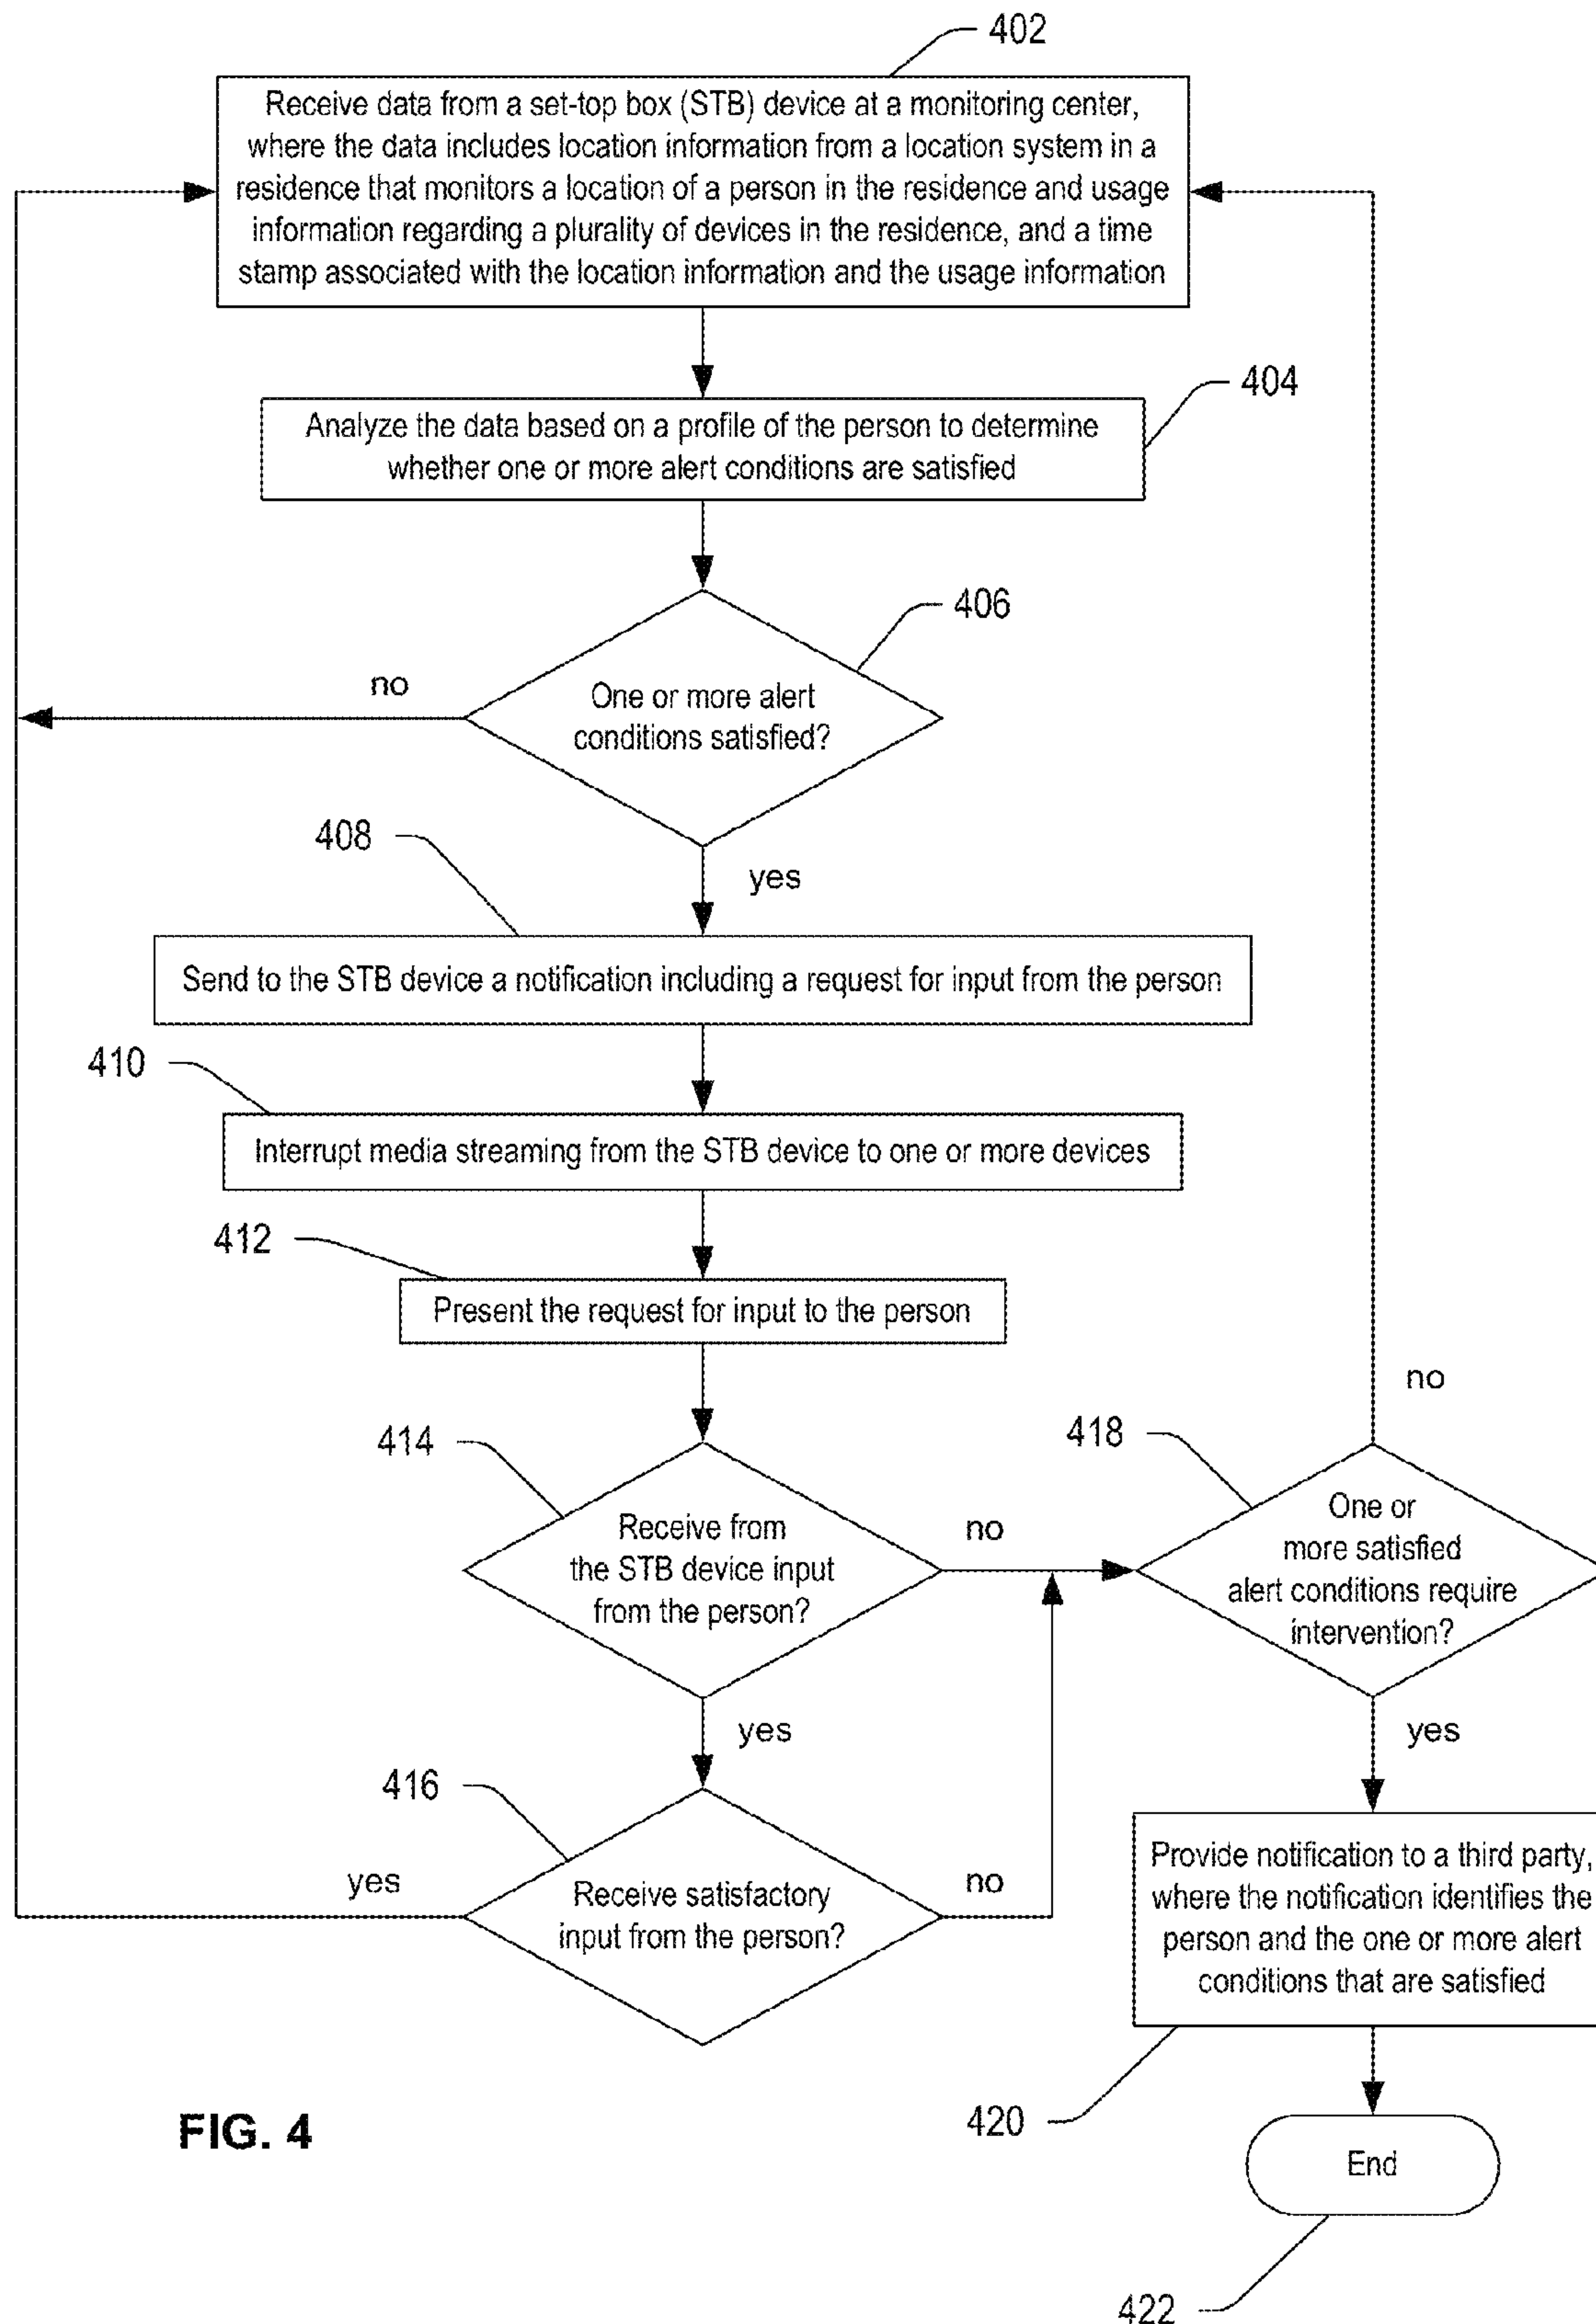 402
Receive data from a set-top box (STB) device at a monitoring center,
where the data includes location information from a location system in a
residence that monitors a location of a person in the residence and usage
information regarding a plurality of devices in the residence, and a time
stamp associated with the location information and the usage information
404
Analyze the data based on a profile of the person to determine
whether one or more alert conditions are satisfied
406
One or more alert
conditions satisfied?
no
yes
408
Send to the STB device a notification including a request for input from the person
410
Interrupt media streaming from the STB device to one or more devices
412
Present the request for input to the person
414
Receive from
the STB device input
from the person?
no
yes
416
Receive satisfactory
input from the person?
yes
no
418
One or
more satisfied
alert conditions require
intervention?
no
yes
Provide notification to a third party,
where the notification identifies the
person and the one or more alert
conditions that are satisfied
420
End
422
FIG. 4